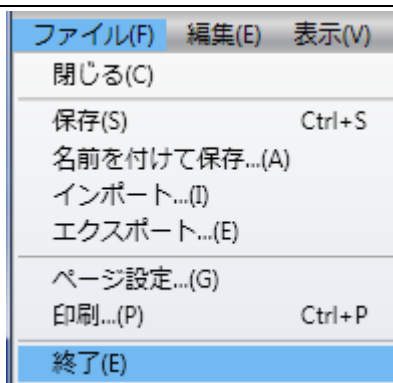 ファイル(F) 編集(E) 表示(V)
閉じる(C)
保存(S) Ctrl+S
名前を付けて保存...(A)
インポート...(I)
エクスポート...(E)
ページ設定...(G)
印刷...(P) Ctrl+P
終了(E)